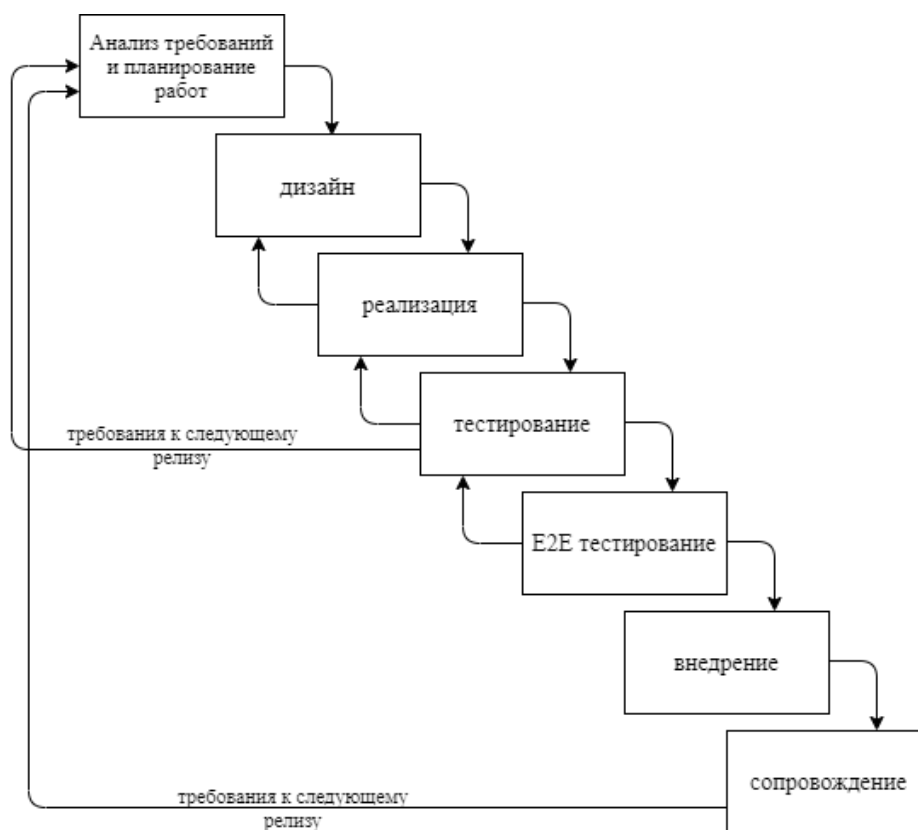 Анализ требований
и планирование
работ
дизайн
реализация
тестирование
требования к следующему
релизу
E2E тестирование
внедрение
сопровождение
требования к следующему
релизу